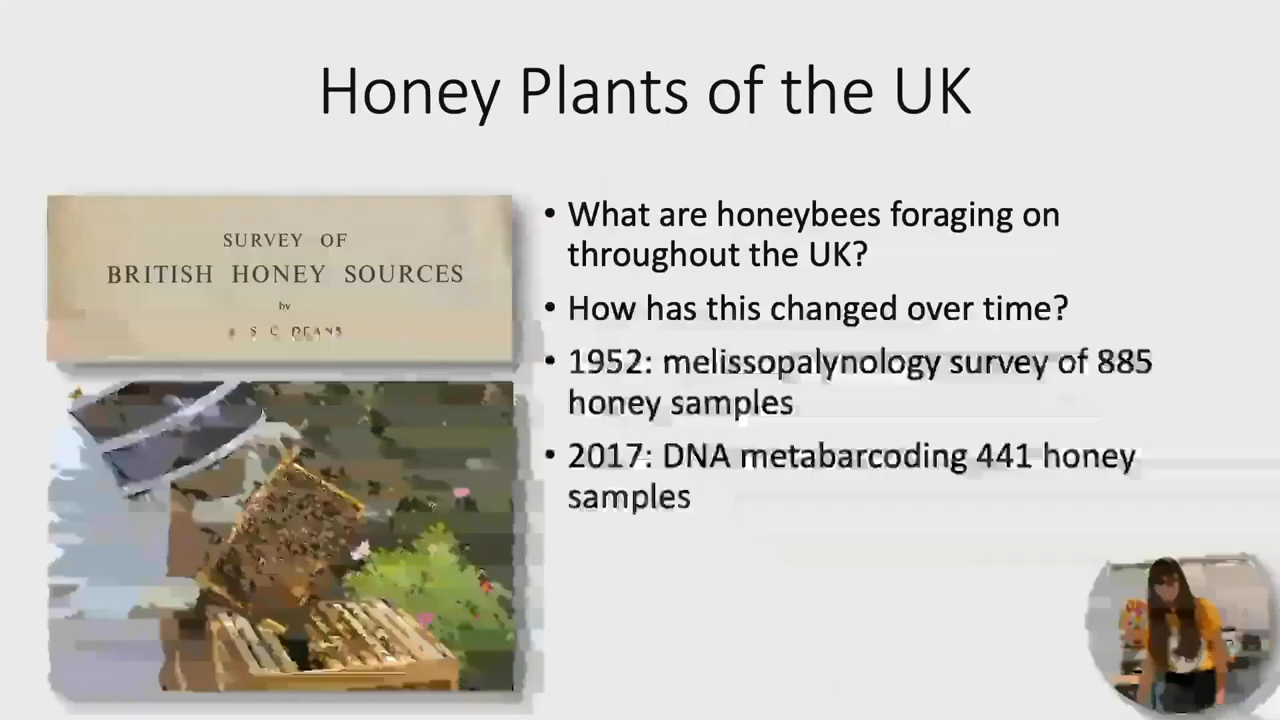 Honey Plants of the UK
SURVEY OF
BRITISH HONEY SOURCES
by
A S C DEANS
• What are honeybees foraging on
throughout the UK?
• How has this changed over time?
• 1952: melissopalynology survey of 885
honey samples
• 2017: DNA metabarcoding 441 honey
samples